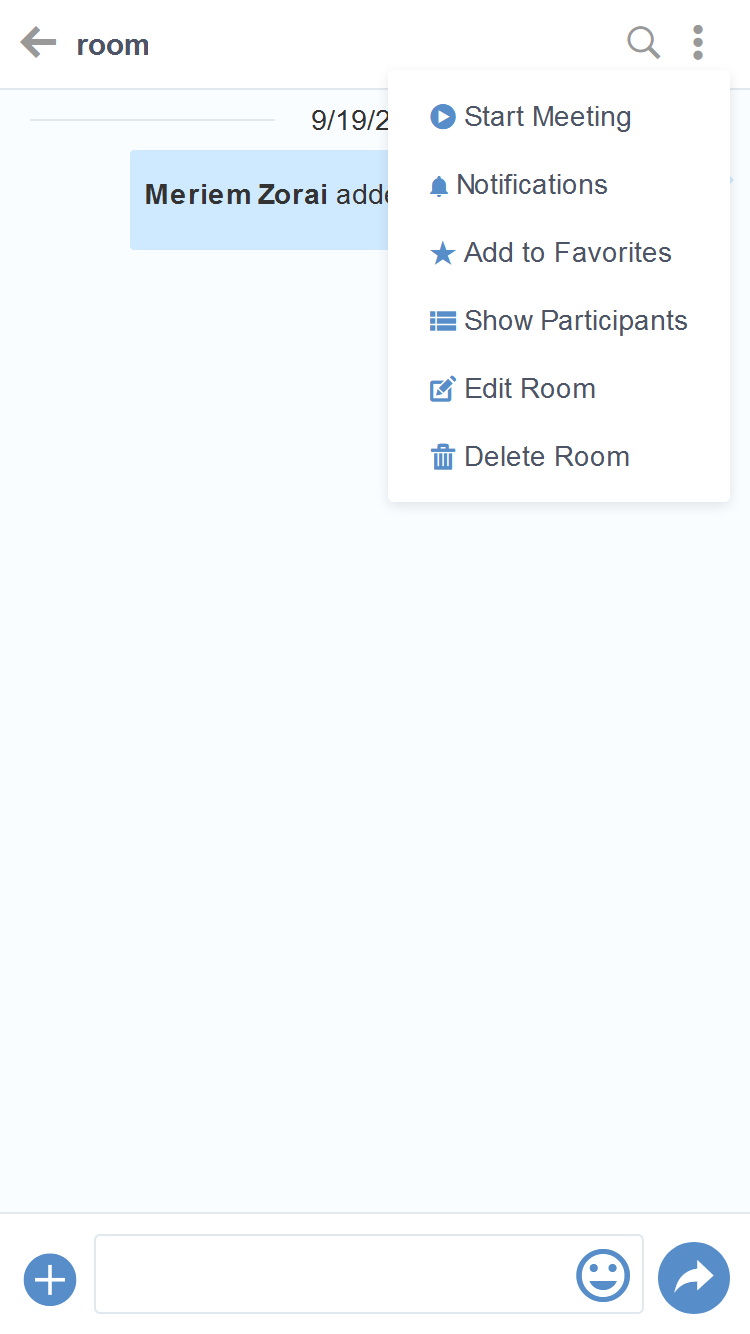 room
9/19/2
Meriem Zorai adde
Start Meeting
Notifications
Add to Favorites
Show Participants
Edit Room
Delete Room